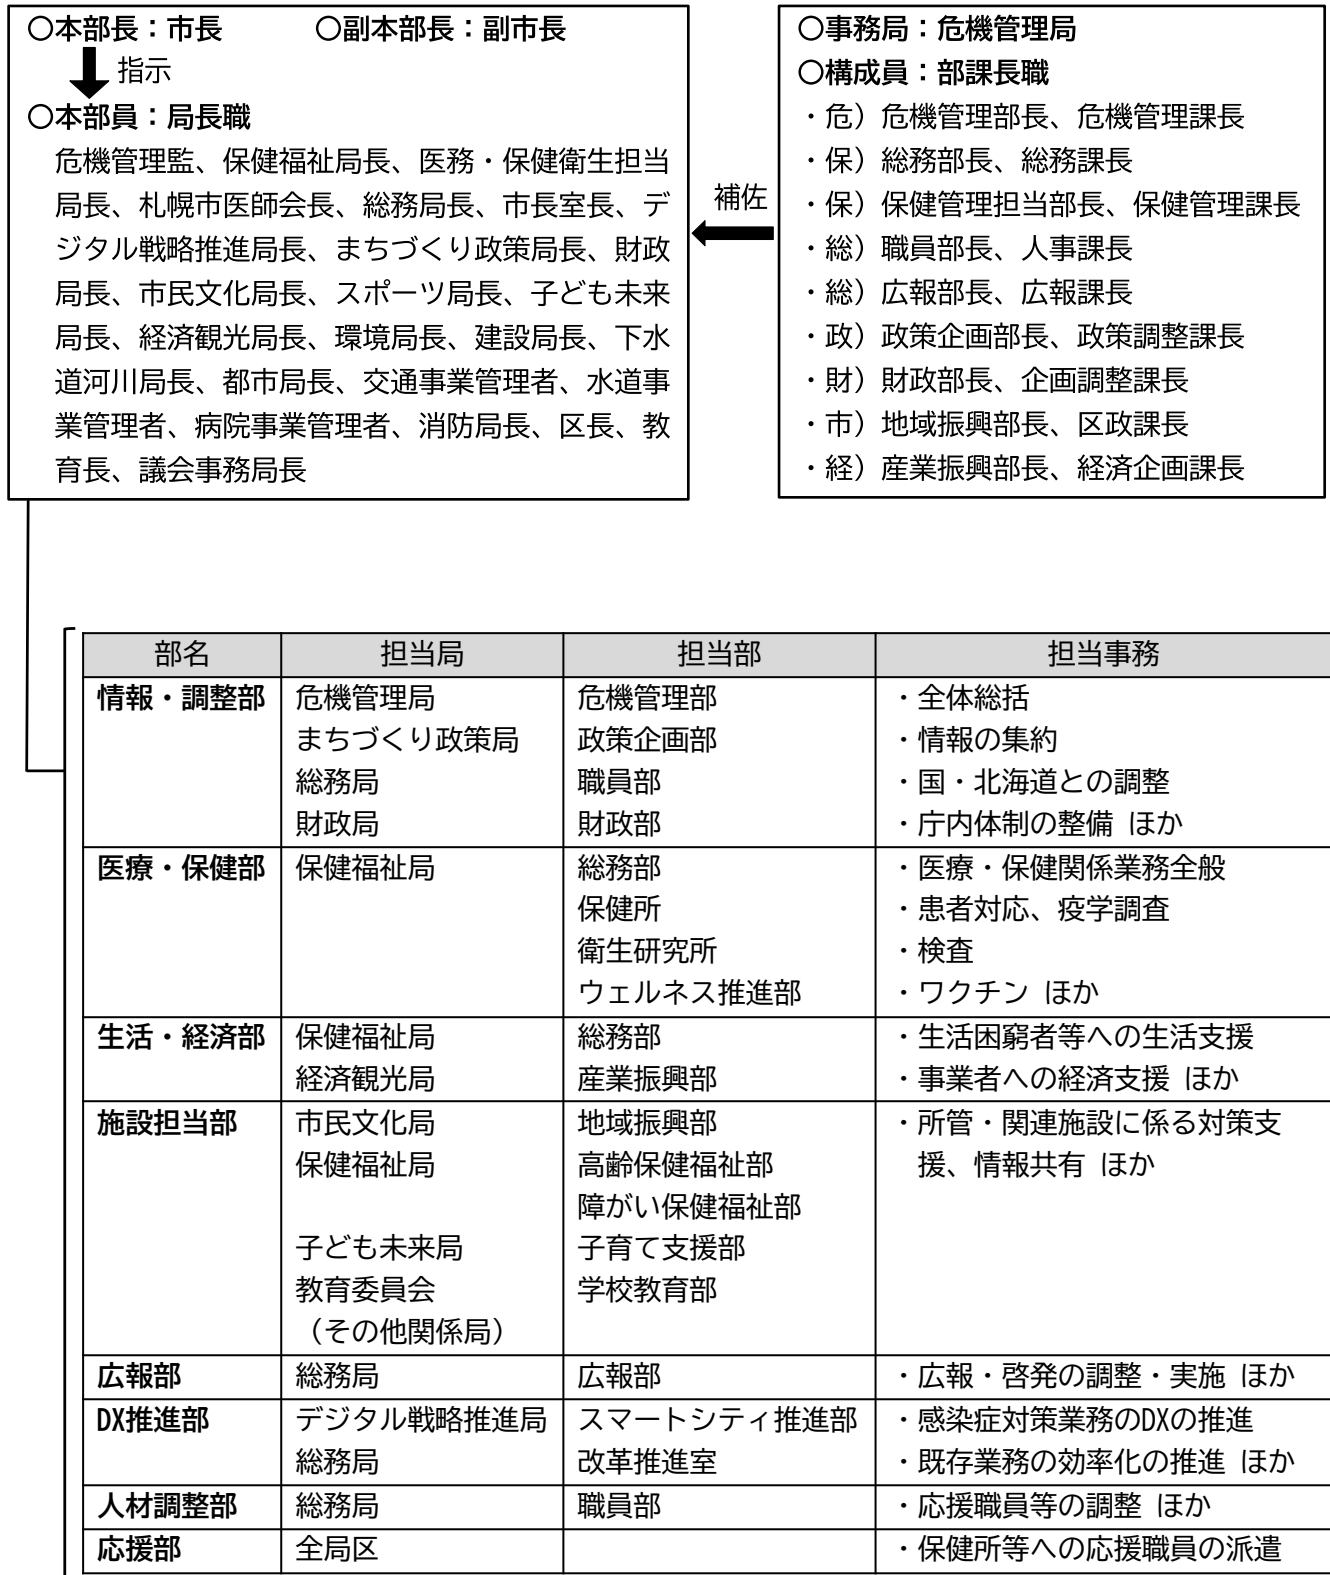 〇本部長：市長　〇副本部長：副市長
指示
〇本部員：局長職
危機管理監、保健福祉局長、医務・保健衛生担当
局長、札幌市医師会長、総務局長、市長室長、デ
ジタル戦略推進局長、まちづくり政策局長、財政
局長、市民文化局長、スポーツ局長、子ども未来
局長、経済観光局長、環境局長、建設局長、下水
道河川局長、都市局長、交通事業管理者、水道事
業管理者、病院事業管理者、消防局長、区長、教
育長、議会事務局長
補佐
〇事務局：危機管理局
〇構成員：部課長職
・危）危機管理部長、危機管理課長
・保）総務部長、総務課長
・保）保健管理担当部長、保健管理課長
・総）職員部長、人事課長
・総）広報部長、広報課長
・政）政策企画部長、政策調整課長
・財）財政部長、企画調整課長
・市）地域振興部長、区政課長
・経）産業振興部長、経済企画課長
部名　担当局　担当部　担当事務
情報・調整部　危機管理局　危機管理部　・全体総括
まちづくり政策局　政策企画部　・情報の集約
総務局　職員部　・国・北海道との調整
財政局　財政部　・庁内体制の整備 ほか
医療・保健部　保健福祉局　総務部　・医療・保健関係業務全般
保健所　・患者対応、疫学調査
衛生研究所　・検査
ウェルネス推進部　・ワクチン ほか
生活・経済部　保健福祉局　総務部　・生活困窮者等への生活支援
経済観光局　産業振興部　・事業者への経済支援 ほか
施設担当部　市民文化局　地域振興部　・所管・関連施設に係る対策支
保健福祉局　高齢保健福祉部　援、情報共有 ほか
障がい保健福祉部
子ども未来局　子育て支援部
教育委員会　学校教育部
（その他関係局）
広報部　総務局　広報部　・広報・啓発の調整・実施 ほか
DX推進部　デジタル戦略推進局　スマートシティ推進部　・感染症対策業務のDXの推進
総務局　改革推進室　・既存業務の効率化の推進 ほか
人材調整部　総務局　職員部　・応援職員等の調整 ほか
応援部　全局区　・保健所等への応援職員の派遣